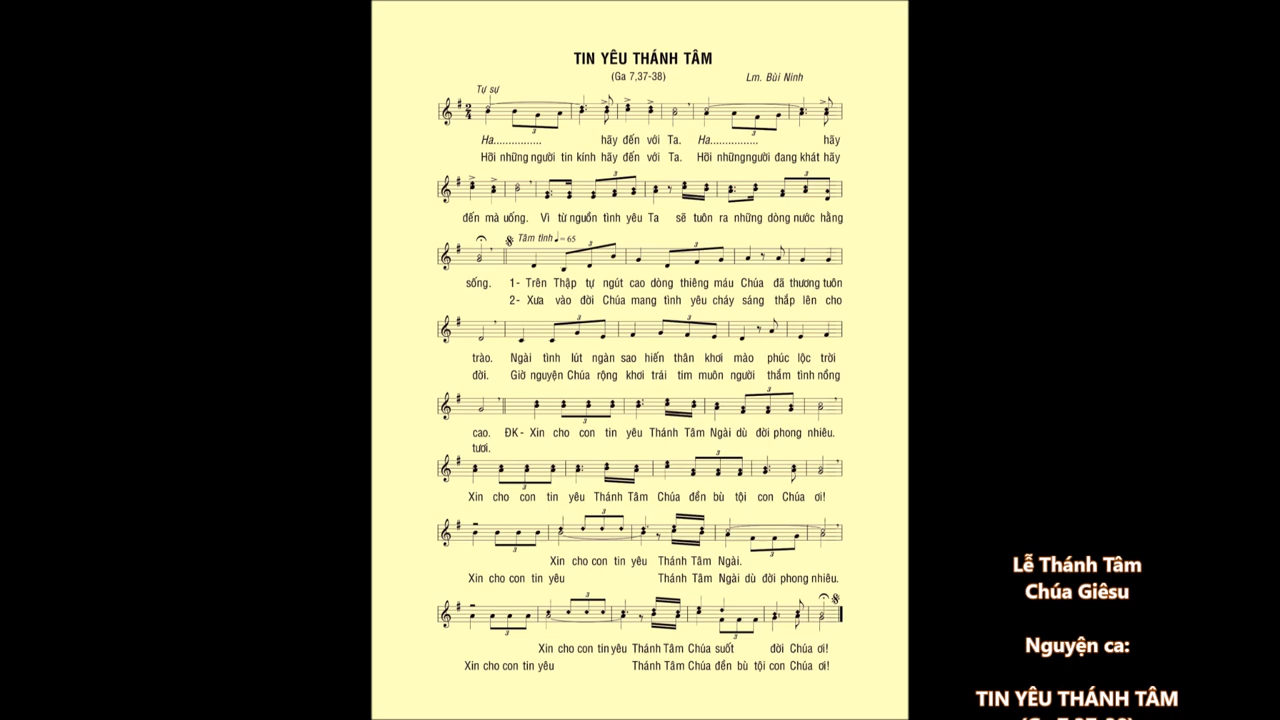 TIN YÊU THÁNH TÂM
(Ga 7,37-38)
Lm. Bùi Ninh
Tự sự
Ha................ hãy đến với Ta. Ha................ hãy
Hỡi những người tin kính hãy đến với Ta. Hỡi nhữngngười đang khát hãy
đến mà uống. Vì từ nguồn tình yêu Ta sẽ tuôn ra những dòng nước hằng
Tâm tình ♩= 65
sống. 1- Trên Thập tự ngút cao dòng thiêng máu Chúa đã thương tuôn
2- Xưa vào đời Chúa mang tình yêu cháy sáng thắp lên cho
trào. Ngài tình lút ngàn sao hiến thân khơi mào phúc lộc trời
đời. Giờ nguyện Chúa rộng khơi trái tim muôn người thắm tình nồng
cao. ĐK- Xin cho con tin yêu Thánh Tâm Ngài dù đời phong nhiêu.
tươi.
Xin cho con tin yêu Thánh Tâm Chúa đền bù tội con Chúa ơi!
Xin cho con tin yêu Thánh Tâm Ngài.
Xin cho con tin yêu Thánh Tâm Ngài dù đời phong nhiêu.
Xin cho con tin yêu Thánh Tâm Chúa suốt đời Chúa ơi!
Xin cho con tin yêu Thánh Tâm Chúa đền bù tội con Chúa ơi!
Lễ Thánh Tâm
Chúa Giêsu
Nguyện ca:
TIN YÊU THÁNH TÂM
(Ga 7,37-38)